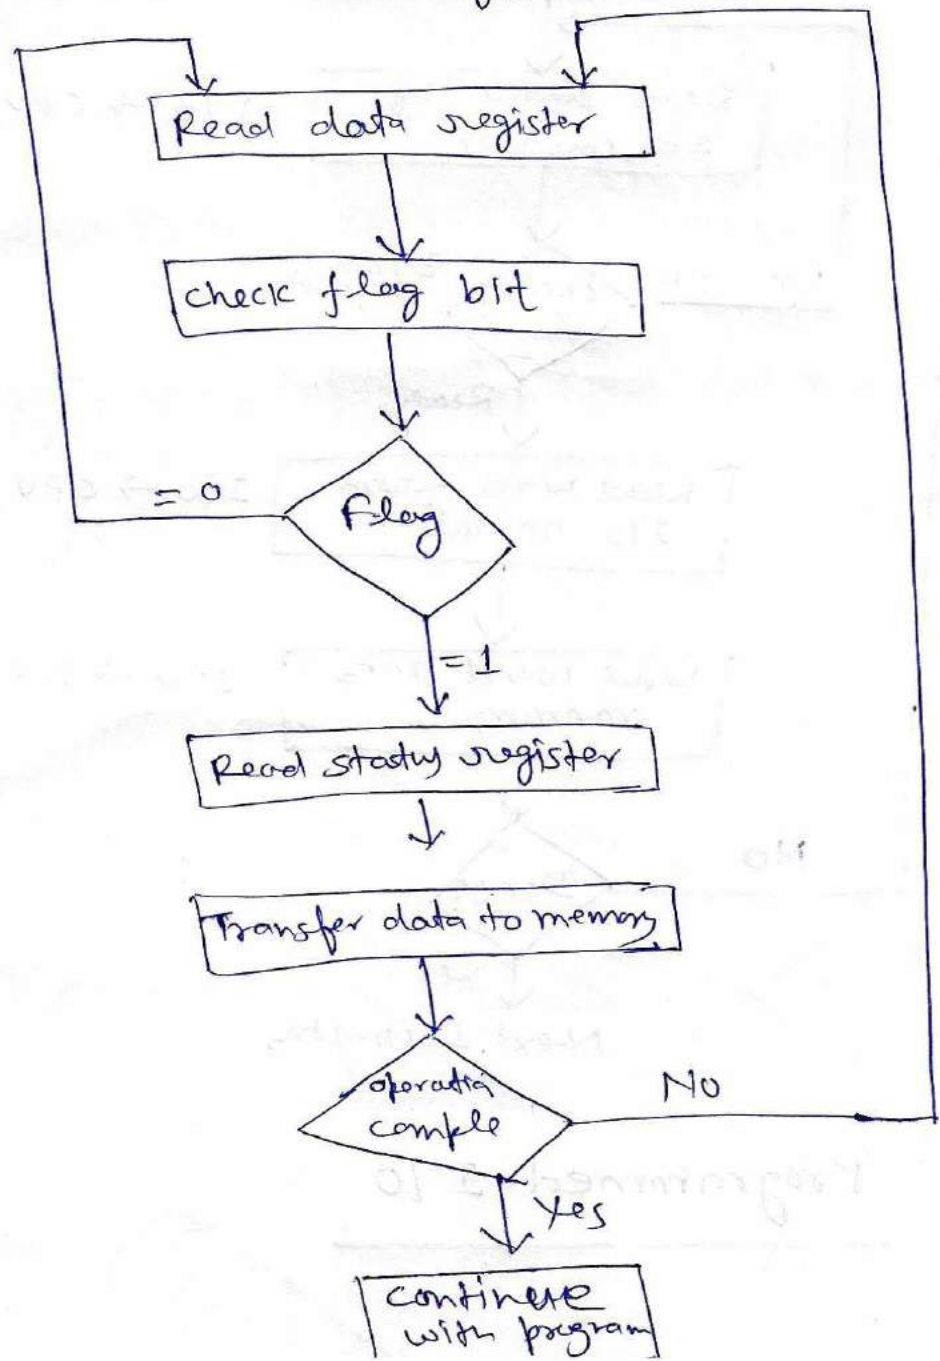 Read data register
check flag bit
= 0
Flag
=1
Read status register
Transfer data to memory
operatio
comple
No
Yes
continue
with program